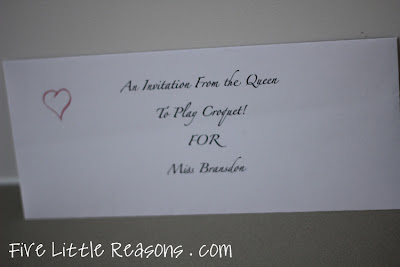 An Invitation From the Queen
To Play Croquet!
FOR
Miss Bransdon
Five Little Reasons . com